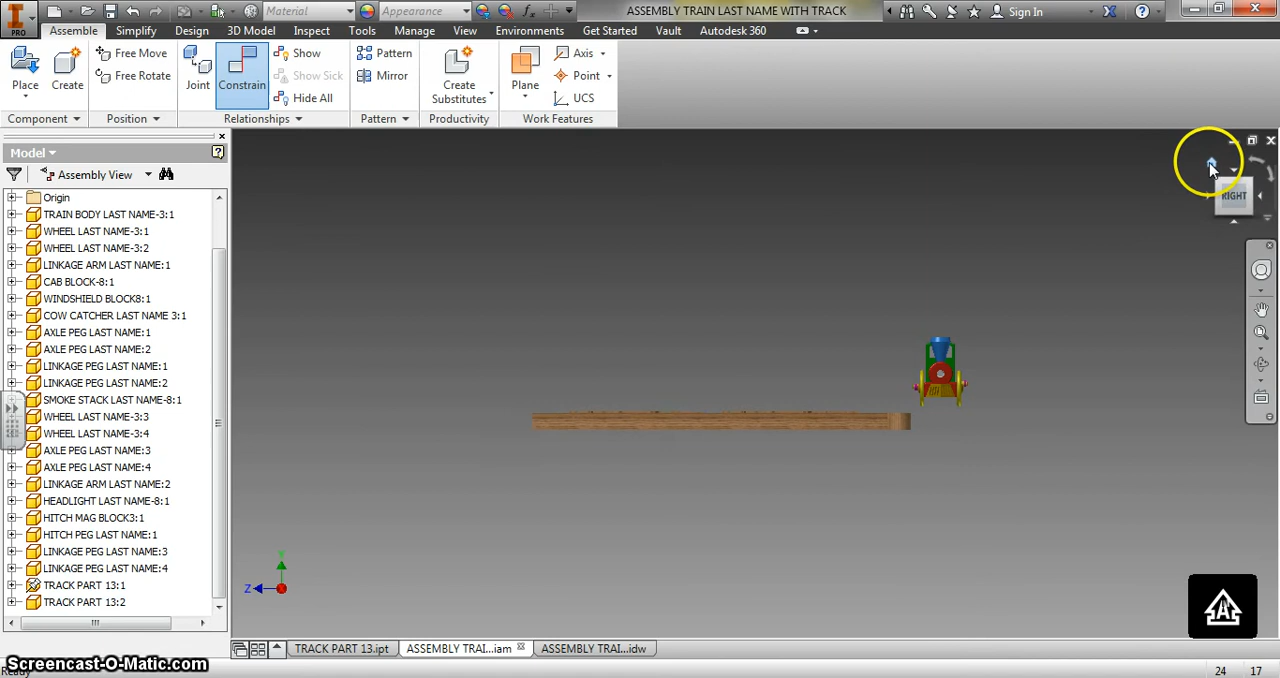 Material
Appearance
fx
ASSEMBLY TRAIN LAST NAME WITH TRACK
Sign In
PRO
Assemble
Simplify
Design
3D Model
Inspect
Tools
Manage
View
Environments
Get Started
Vault
Autodesk 360
Place
Create
Free Move
Free Rotate
Joint
Constrain
Show
Show Sick
Hide All
Pattern
Mirror
Create
Substitutes
Plane
Axis
Point
UCS
Component
Position
Relationships
Pattern
Productivity
Work Features
Model
Assembly View
Origin
TRAIN BODY LAST NAME-3:1
WHEEL LAST NAME-3:1
WHEEL LAST NAME-3:2
LINKAGE ARM LAST NAME:1
CAB BLOCK-8:1
WINDSHIELD BLOCK8:1
COW CATCHER LAST NAME 3:1
AXLE PEG LAST NAME:1
AXLE PEG LAST NAME:2
LINKAGE PEG LAST NAME:1
LINKAGE PEG LAST NAME:2
SMOKE STACK LAST NAME-8:1
WHEEL LAST NAME-3:3
WHEEL LAST NAME-3:4
AXLE PEG LAST NAME:3
AXLE PEG LAST NAME:4
LINKAGE ARM LAST NAME:2
HEADLIGHT LAST NAME-8:1
HITCH MAG BLOCK3:1
HITCH PEG LAST NAME:1
LINKAGE PEG LAST NAME:3
LINKAGE PEG LAST NAME:4
TRACK PART 13:1
TRACK PART 13:2
RIGHT
Y
Z
TRACK PART 13.ipt
ASSEMBLY TRAI...iam
ASSEMBLY TRAI...idw
Screencast-O-Matic.com
Ready
24
17